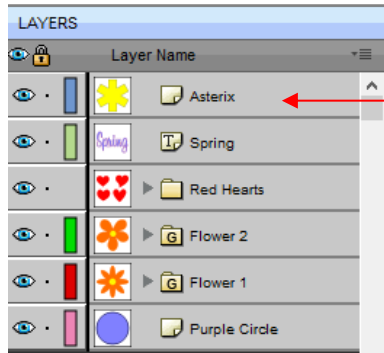 LAYERS
Layer Name
Asterix
Spring T Spring
Red Hearts
G Flower 2
G Flower 1
Purple Circle